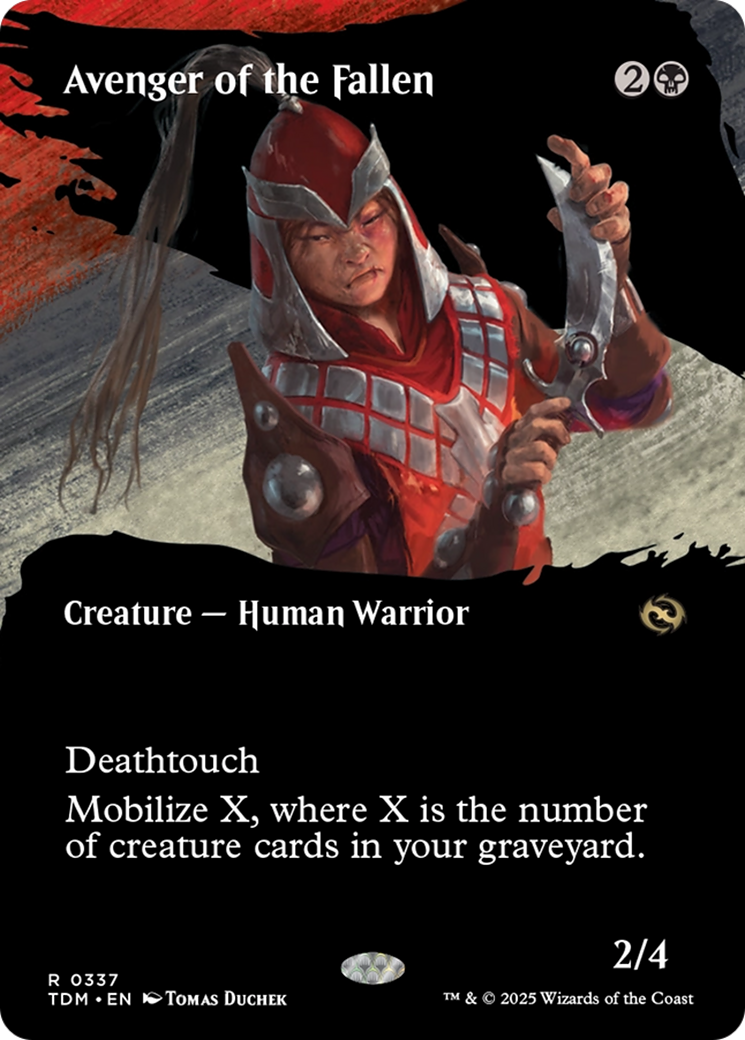 Avenger of the Fallen 2
Creature — Human Warrior
Deathtouch
Mobilize X, where X is the number
of creature cards in your graveyard.
2/4
R 0337
TDM • EN Tomas Duchek
™ & © 2025 Wizards of the Coast